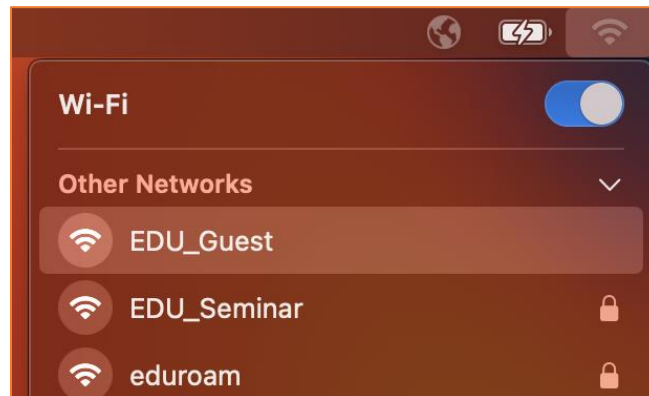 Wi-Fi
Other Networks
EDU_Guest
EDU_Seminar
eduroam